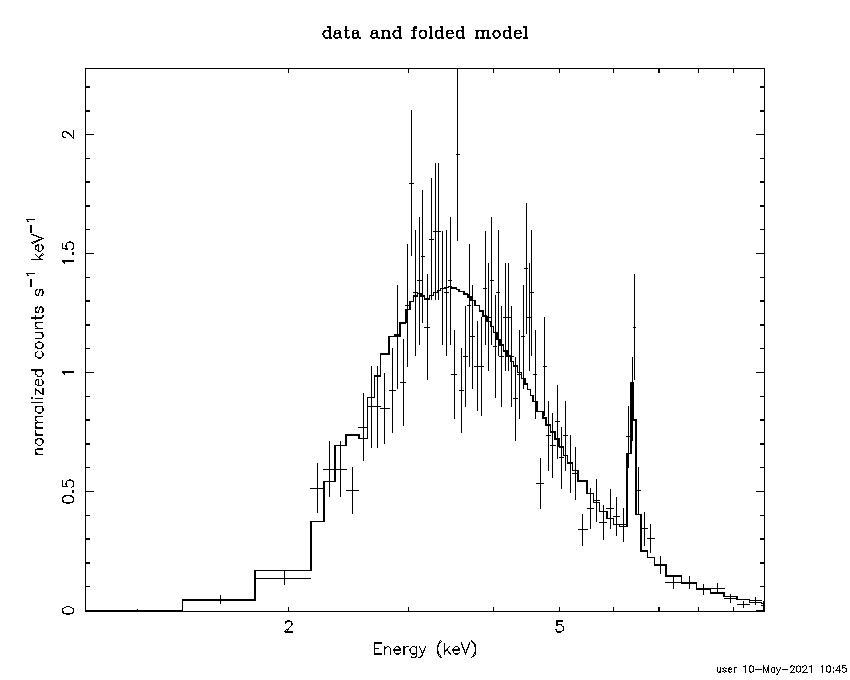 data and folded model
normalized counts s⁻¹ keV⁻¹
2
1.5
1
0.5
0
2
5
Energy (keV)
user 10-May-2021 10:45